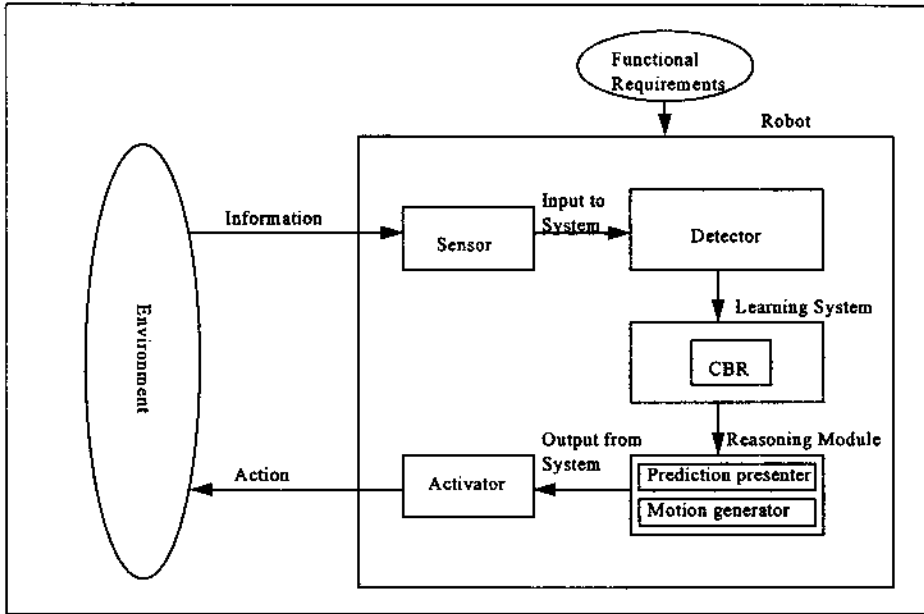 Functional
Requirements
Robot
Information
Input to
System
Sensor
Detector
Environment
Learning System
CBR
Reasoning Module
Output from
System
Action
Activator
Prediction presenter
Motion generator